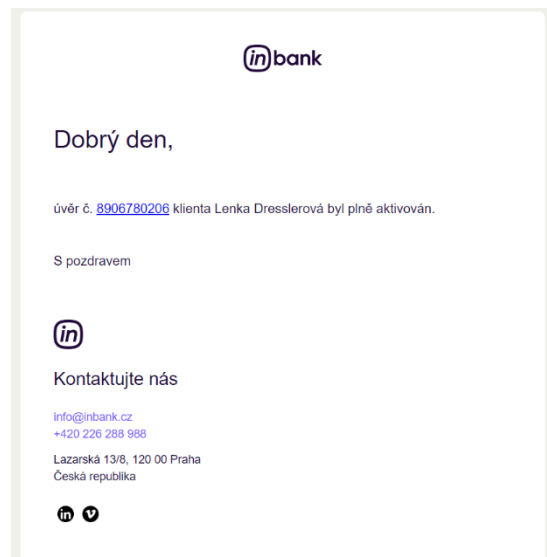 inbank
Dobrý den,
úvěr č. 8906780206 klienta Lenka Dresslerová byl plně aktivován.
S pozdravem
in
Kontaktujte nás
info@inbank.cz
+420 226 288 988
Lazarská 13/8, 120 00 Praha
Česká republika
in v